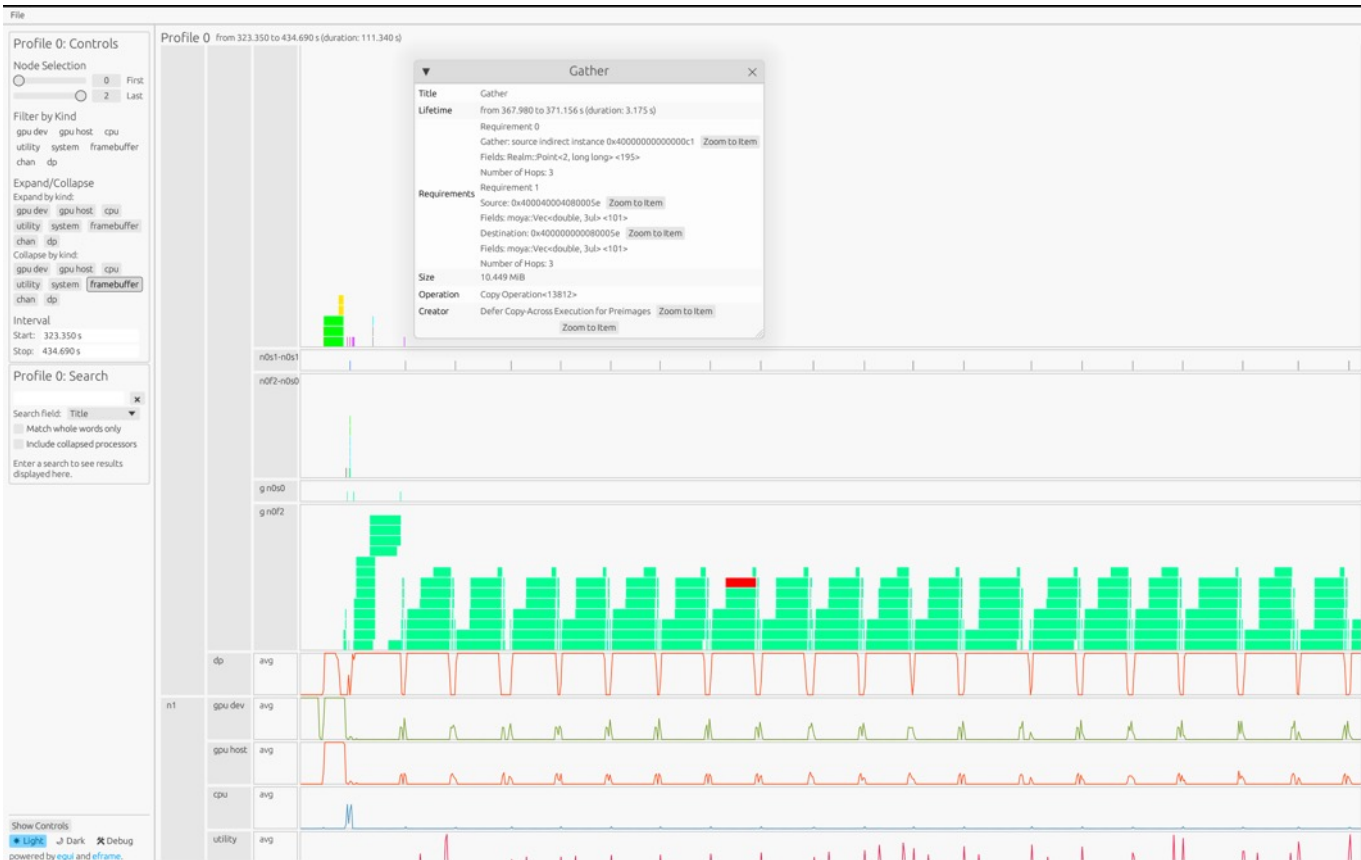 File
Profile 0: Controls
Node Selection
0 First
2 Last
Filter by Kind
gpu dev gpu host cpu
utility system framebuffer
chan dp
Expand/Collapse
Expand by kind:
gpu dev gpu host cpu
utility system framebuffer
chan dp
Collapse by kind:
gpu dev gpu host cpu
utility system framebuffer
chan dp
Interval
Start: 323.350 s
Stop: 434.690 s
Profile 0: Search
×
Search field: Title ▼
Match whole words only
Include collapsed processors
Enter a search to see results
displayed here.
Show Controls
Light Dark Debug
powered by egui and eframe.
Profile 0 from 323.350 to 434.690 s (duration: 111.340 s)
▼ Gather ×
Title Gather
Lifetime from 367.980 to 371.156 s (duration: 3.175 s)
Requirements
Requirement 0
Gather: source indirect instance 0x40000000000000c1 Zoom to Item
Fields: Realm::Point<2, long long> <195>
Number of Hops: 3
Requirement 1
Source: 0x400040004080005e Zoom to Item
Fields: moya::Vec<double, 3ul> <101>
Destination: 0x400000000080005e Zoom to Item
Fields: moya::Vec<double, 3ul> <101>
Number of Hops: 3
Size 10.449 MiB
Operation Copy Operation<13812>
Creator Defer Copy-Across Execution for Preimages Zoom to Item
Zoom to Item
n0s1-n0s1
n0f2-n0s0
g n0s0
g n0f2
dp avg
n1 gpu dev avg
gpu host avg
cpu avg
utility avg